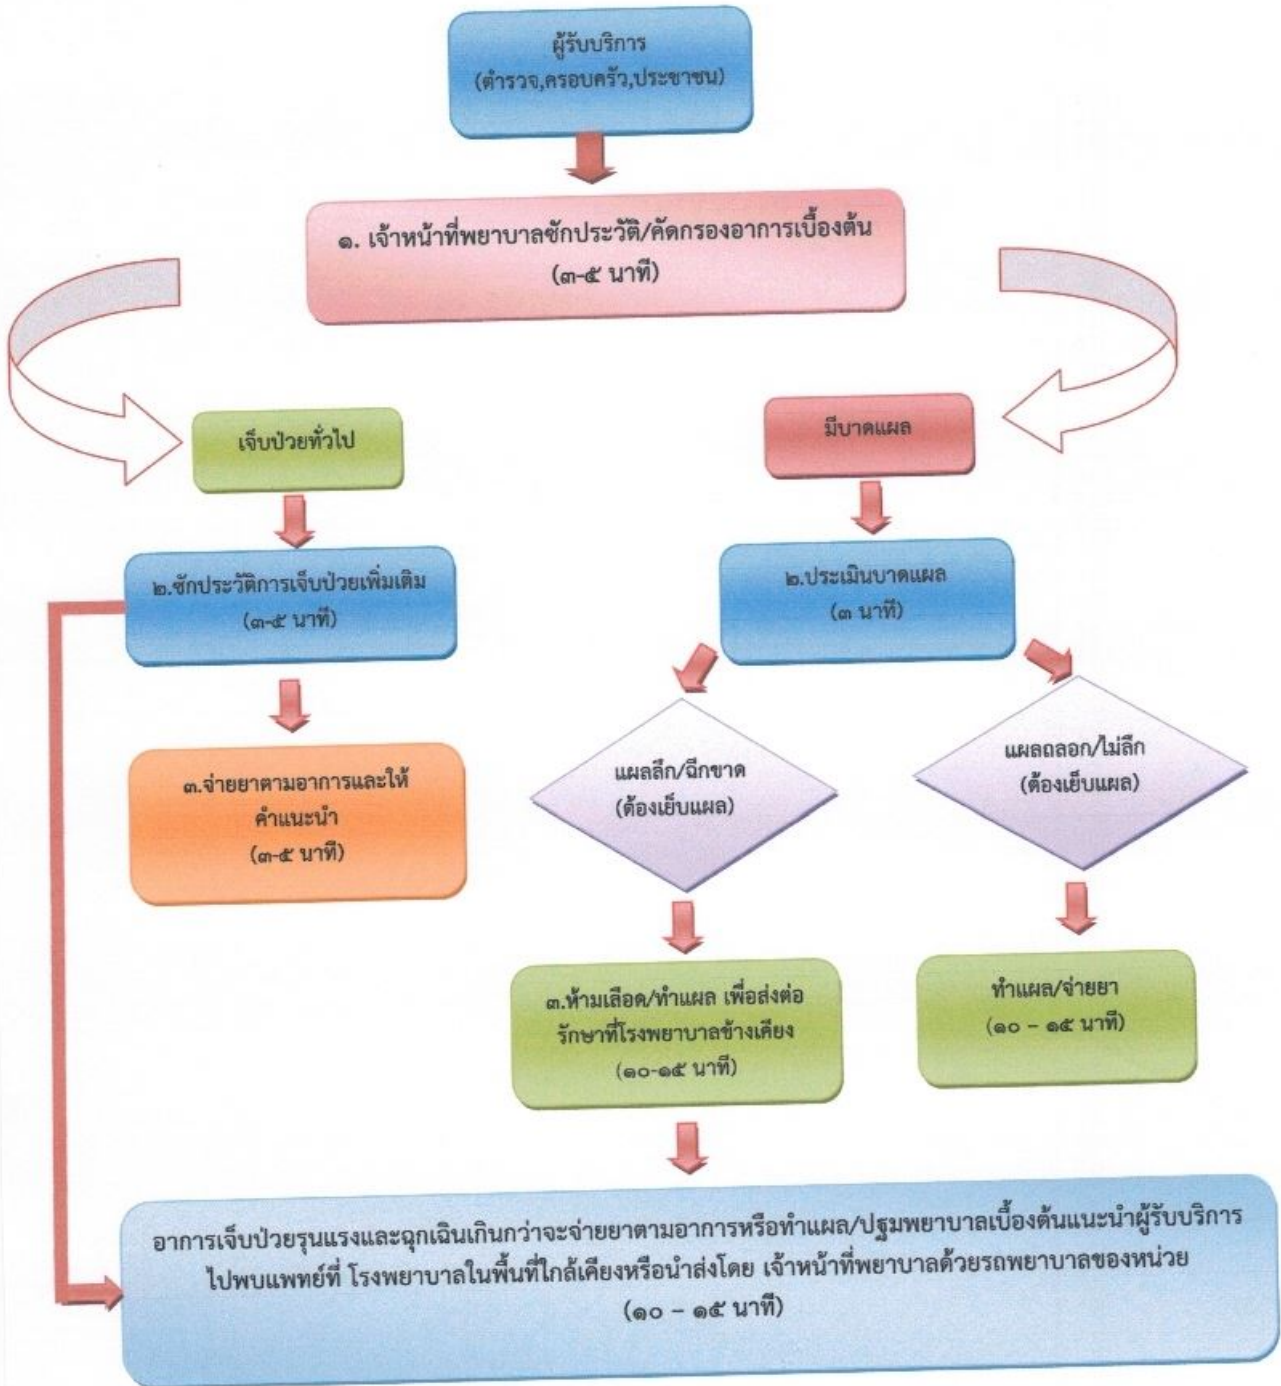 ผู้รับบริการ
(ตำรวจ,ครอบครัว,ประชาชน)
๑. เจ้าหน้าที่พยาบาลซักประวัติ/คัดกรองอาการเบื้องต้น
(๓-๕ นาที)
เจ็บป่วยทั่วไป
มีบาดแผล
๒.ซักประวัติการเจ็บป่วยเพิ่มเติม
(๓-๕ นาที)
๒.ประเมินบาดแผล
(๓ นาที)
๓.จ่ายยาตามอาการและให้
คำแนะนำ
(๓-๕ นาที)
แผลลึก/ฉีกขาด
(ต้องเย็บแผล)
แผลถลอก/ไม่ลึก
(ต้องเย็บแผล)
๓.ห้ามเลือด/ทำแผล เพื่อส่งต่อ
รักษาที่โรงพยาบาลข้างเคียง
(๑๐-๑๕ นาที)
ทำแผล/จ่ายยา
(๑๐ – ๑๕ นาที)
อาการเจ็บป่วยรุนแรงและฉุกเฉินเกินกว่าจะจ่ายยาตามอาการหรือทำแผล/ปฐมพยาบาลเบื้องต้นแนะนำผู้รับบริการ
ไปพบแพทย์ที่ โรงพยาบาลในพื้นที่ใกล้เคียงหรือนำส่งโดย เจ้าหน้าที่พยาบาลด้วยรถพยาบาลของหน่วย
(๑๐ – ๑๕ นาที)